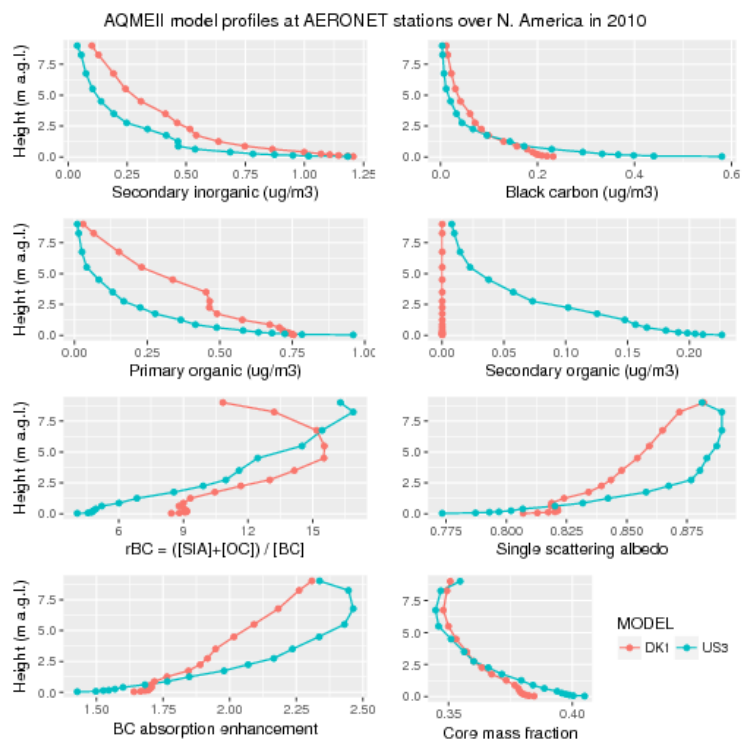 AQMEII model profiles at AERONET stations over N. America in 2010
Height (m a.g.l.)
7.5
5.0
2.5
0.0
0.00 0.25 0.50 0.75 1.00 1.25
Secondary inorganic (ug/m3)
7.5
5.0
2.5
0.0
0.0 0.2 0.4 0.6
Black carbon (ug/m3)
Height (m a.g.l.)
7.5
5.0
2.5
0.0
0.00 0.25 0.50 0.75 1.00
Primary organic (ug/m3)
7.5
5.0
2.5
0.0
0.00 0.05 0.10 0.15 0.20
Secondary organic (ug/m3)
Height (m a.g.l.)
7.5
5.0
2.5
0.0
6 9 12 15
rBC = ([SIA]+[OC]) / [BC]
7.5
5.0
2.5
0.0
0.775 0.800 0.825 0.850 0.875
Single scattering albedo
Height (m a.g.l.)
7.5
5.0
2.5
0.0
1.50 1.75 2.00 2.25 2.50
BC absorption enhancement
7.5
5.0
2.5
0.0
0.35 0.40
Core mass fraction
MODEL
DK1 US3